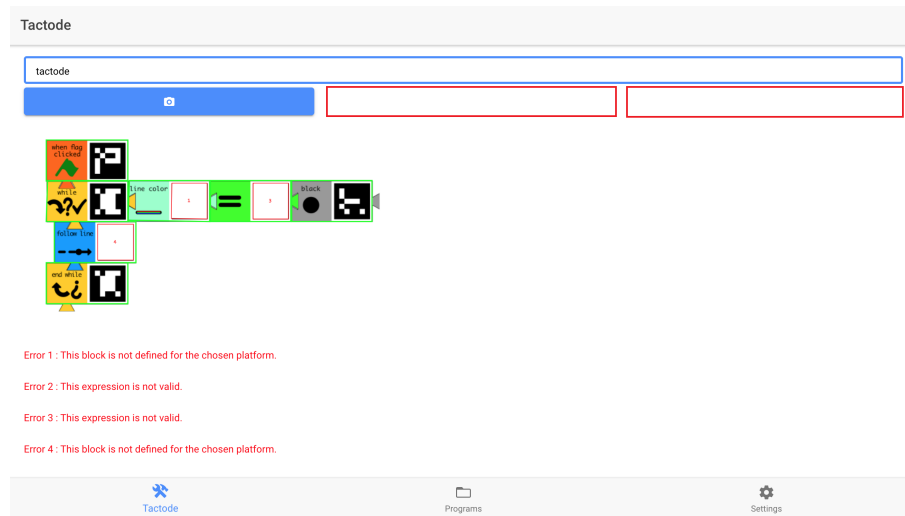 Tactode
tactode
when flag
clicked
while
line color
1
3
black
follow line
4
end while
Error 1 : This block is not defined for the chosen platform.
Error 2 : This expression is not valid.
Error 3 : This expression is not valid.
Error 4 : This block is not defined for the chosen platform.
Tactode
Programs
Settings